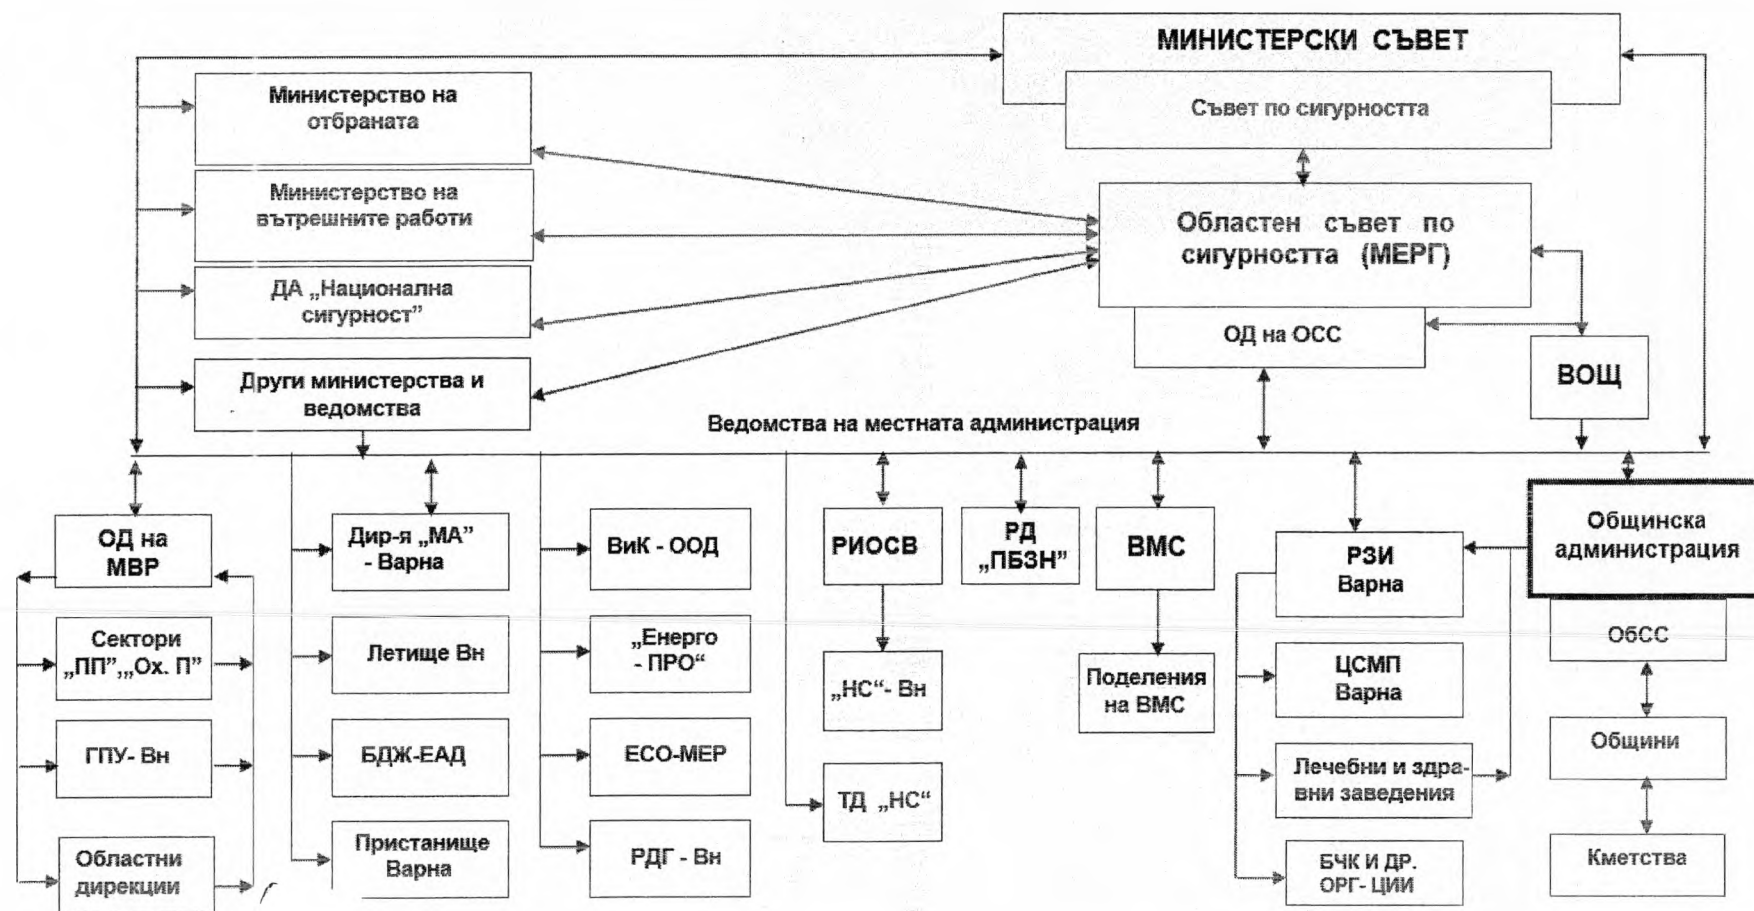 МИНИСТЕРСКИ СЪВЕТ
Съвет по сигурността
Министерство на
отбраната
Министерство на
вътрешните работи
ДА „Национална
сигурност”
Други министерства и
ведомства
Областен съвет по
сигурността (МЕРГ)
ОД на ОСС
ВОЩ
Ведомства на местната администрация
ОД на
МВР
Сектори
„ПП”,„Ох. П”
ГПУ- Вн
Областни
дирекции
Дир-я „МА”
- Варна
Летище Вн
БДЖ-ЕАД
Пристанище
Варна
ВиК - ООД
„Енерго
- ПРО“
ЕСО-МЕР
РДГ - Вн
РИОСВ
„НС“- Вн
ТД „НС“
РД
„ПБЗН”
ВМС
Поделения
на ВМС
РЗИ
Варна
ЦСМП
Варна
Лечебни и здра-
вни заведения
БЧК И ДР.
ОРГ- ЦИИ
Общинска
администрация
ОбСС
Общини
Кметства